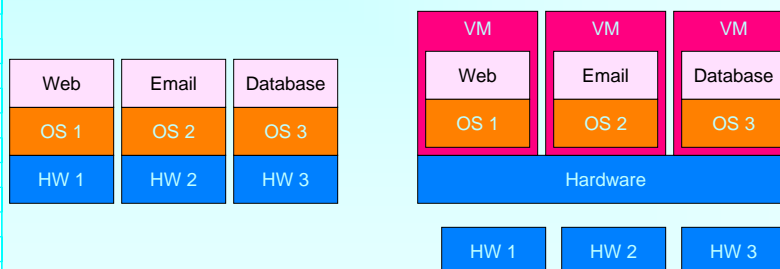 Web Email Database
OS 1 OS 2 OS 3
HW 1 HW 2 HW 3
VM VM VM
Web Email Database
OS 1 OS 2 OS 3
Hardware
HW 1 HW 2 HW 3